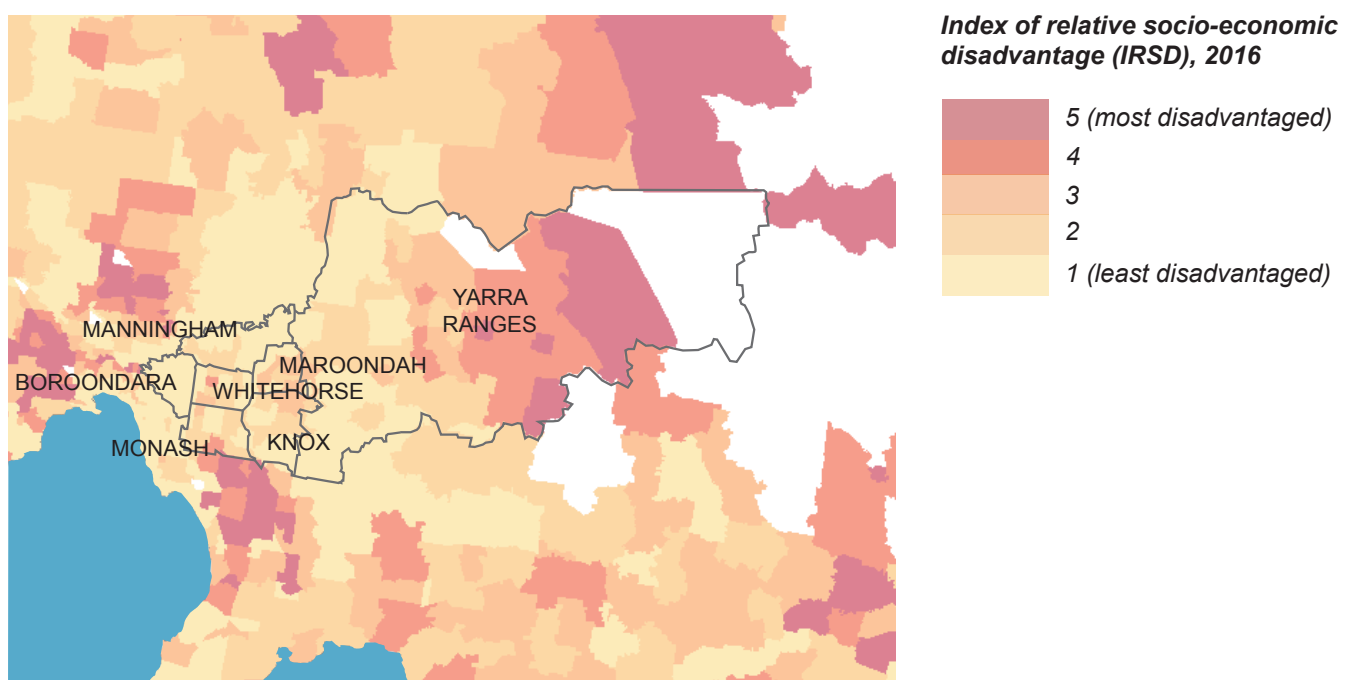 Index of relative socio-economic
disadvantage (IRSD), 2016
5 (most disadvantaged)
4
3
2
1 (least disadvantaged)
YARRA
RANGES
MANNINGHAM
MAROONDAH
BOROONDARA
WHITEHORSE
MONASH
KNOX